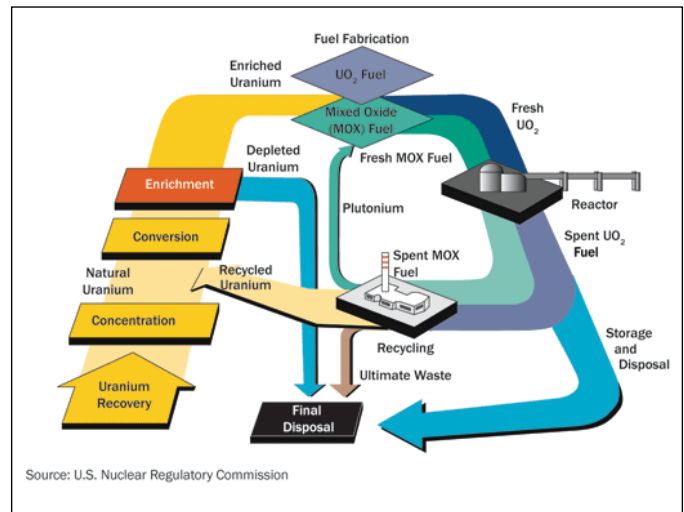 Fuel Fabrication
Enriched
Uranium
UO₂ Fuel
Mixed Oxide
(MOX) Fuel
Fresh
UO₂
Depleted
Uranium
Fresh MOX Fuel
Enrichment
Plutonium
Reactor
Conversion
Spent UO₂
Fuel
Spent MOX
Fuel
Natural
Uranium
Recycled
Uranium
Concentration
Recycling
Storage
and
Disposal
Ultimate Waste
Uranium
Recovery
Final
Disposal
Source: U.S. Nuclear Regulatory Commission